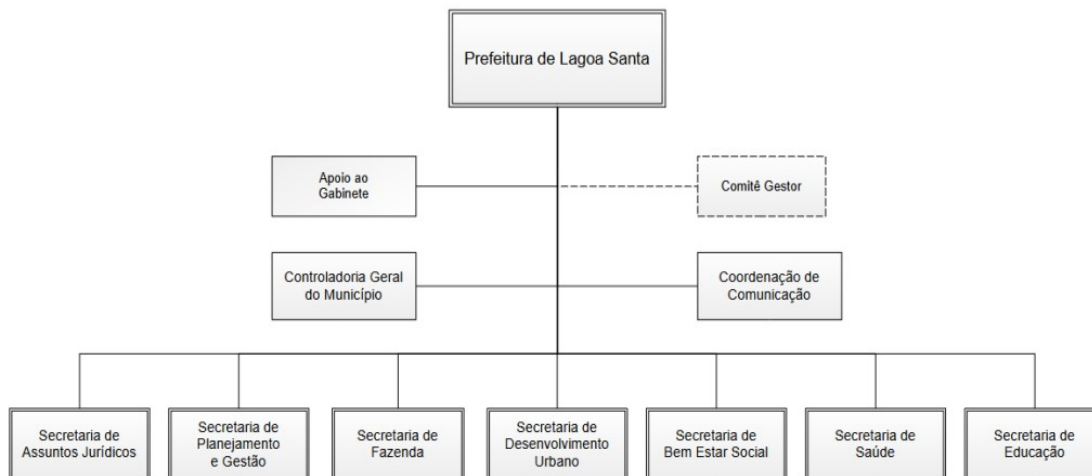 Prefeitura de Lagoa Santa
Apoio ao
Gabinete
Comitê Gestor
Controladoria Geral
do Município
Coordenação de
Comunicação
Secretaria de
Assuntos Jurídicos
Secretaria de
Planejamento
e Gestão
Secretaria de
Fazenda
Secretaria de
Desenvolvimento
Urbano
Secretaria de
Bem Estar Social
Secretaria de
Saúde
Secretaria de
Educação